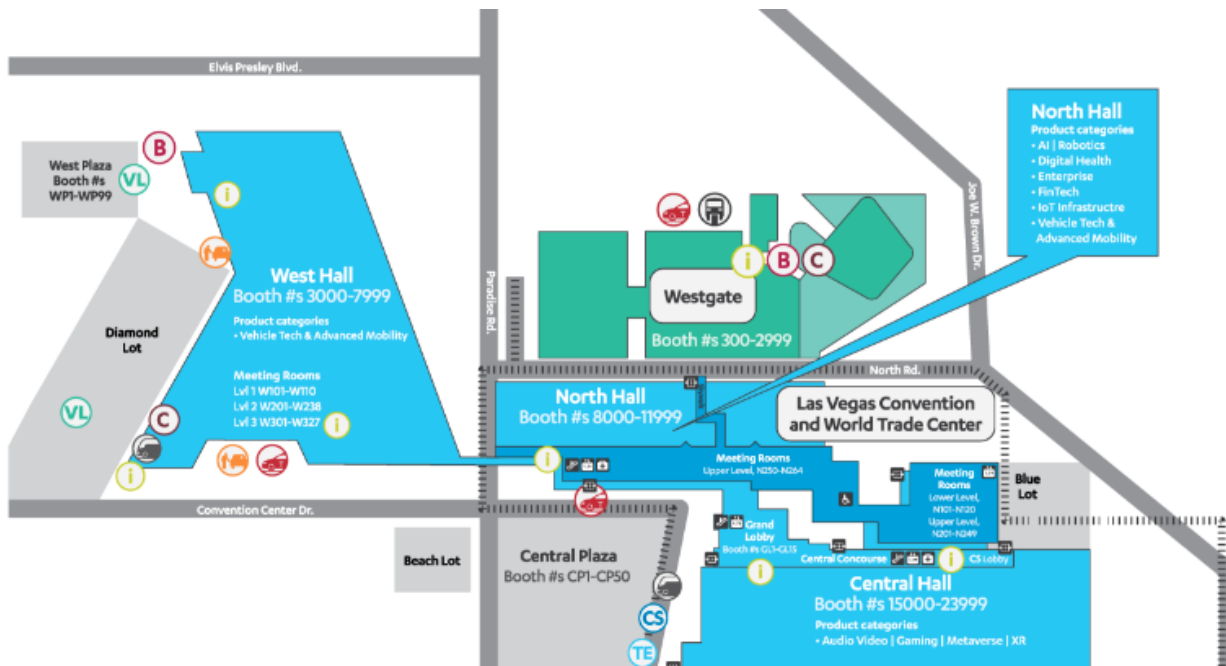 Elvis Presley Blvd.
West Plaza
Booth #s
WP1-WP99
VL
B
i
West Hall
Booth #s 3000-7999
Product categories
• Vehicle Tech & Advanced Mobility
Meeting Rooms
Lvl 1 W101-W110
Lvl 2 W201-W238
Lvl 3 W301-W327
i
Diamond
Lot
VL
C
i
Convention Center Dr.
Beach Lot
Paradise Rd.
i
B
C
Westgate
Booth #s 300-2999
Joe W. Brown Dr.
North Hall
Product categories
• AI | Robotics
• Digital Health
• Enterprise
• FinTech
• IoT Infrastructre
• Vehicle Tech &
Advanced Mobility
North Rd.
North Hall
Booth #s 8000-11999
Las Vegas Convention
and World Trade Center
i
Meeting Rooms
Upper Level, N250-N264
Meeting
Rooms
Lower Level,
N101-N120
Upper Level,
N201-N249
Blue
Lot
Grand
Lobby
Booth #s GL1-GL15
Central Concourse
CS Lobby
i
i
Central Plaza
Booth #s CP1-CP50
CS
TE
Central Hall
Booth #s 15000-23999
Product categories
• Audio Video | Gaming | Metaverse | XR